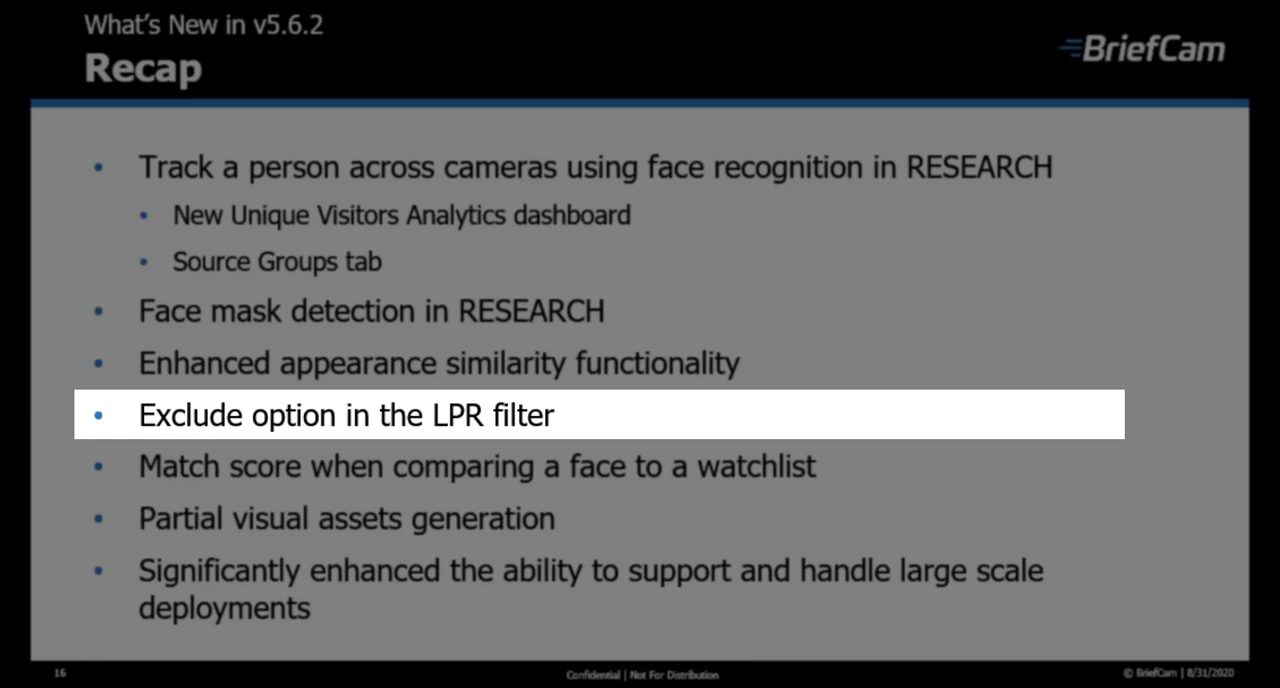 What's New in v5.6.2
Recap
BriefCam
• Track a person across cameras using face recognition in RESEARCH
• New Unique Visitors Analytics dashboard
• Source Groups tab
• Face mask detection in RESEARCH
• Enhanced appearance similarity functionality
• Exclude option in the LPR filter
• Match score when comparing a face to a watchlist
• Partial visual assets generation
• Significantly enhanced the ability to support and handle large scale
deployments
16
Confidential | Not For Distribution
© BriefCam | 8/31/2020